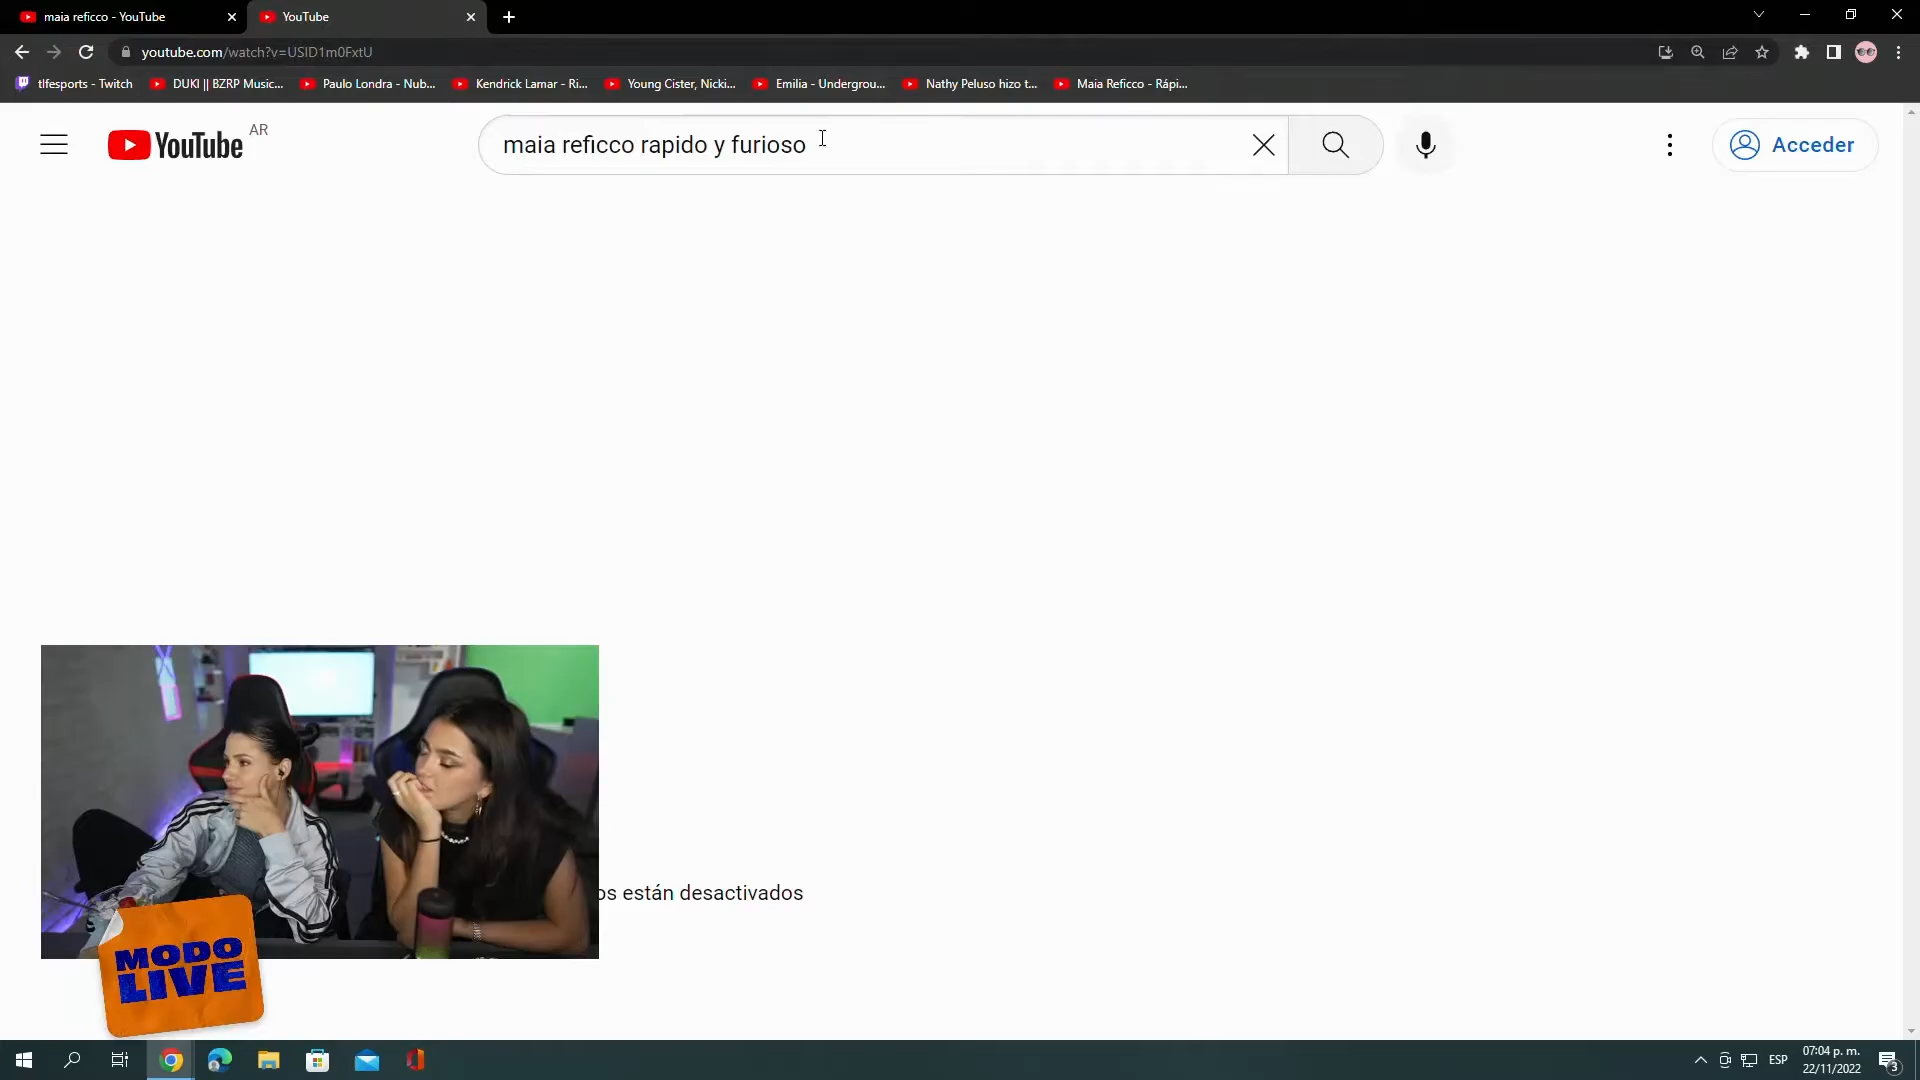 maia reficco - YouTube
YouTube
youtube.com/watch?v=USID1m0FxtU
tlfesports - Twitch
DUKI || BZRP Music...
Paulo Londra - Nub...
Kendrick Lamar - Ri...
Young Cister, Nicki...
Emilia - Undergrou...
Nathy Peluso hizo t...
Maia Reficco - Rápi...
YouTube AR
maia reficco rapido y furioso
Acceder
os están desactivados
MODO
LIVE
ESP
07:04 p. m.
22/11/2022
3